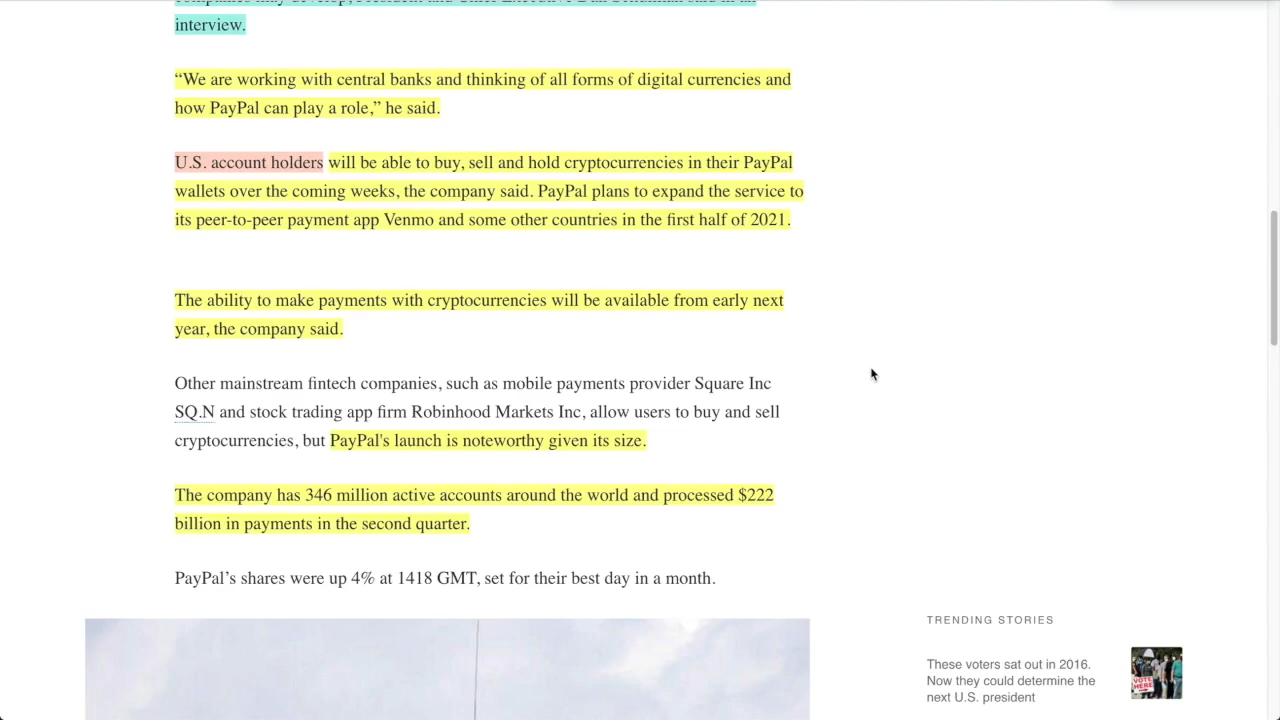 interview.
“We are working with central banks and thinking of all forms of digital currencies and
how PayPal can play a role,” he said.
U.S. account holders will be able to buy, sell and hold cryptocurrencies in their PayPal
wallets over the coming weeks, the company said. PayPal plans to expand the service to
its peer-to-peer payment app Venmo and some other countries in the first half of 2021.
The ability to make payments with cryptocurrencies will be available from early next
year, the company said.
Other mainstream fintech companies, such as mobile payments provider Square Inc
SQ.N and stock trading app firm Robinhood Markets Inc, allow users to buy and sell
cryptocurrencies, but PayPal's launch is noteworthy given its size.
The company has 346 million active accounts around the world and processed $222
billion in payments in the second quarter.
PayPal’s shares were up 4% at 1418 GMT, set for their best day in a month.
TRENDING STORIES
These voters sat out in 2016.
Now they could determine the
next U.S. president
VOTE
HERE